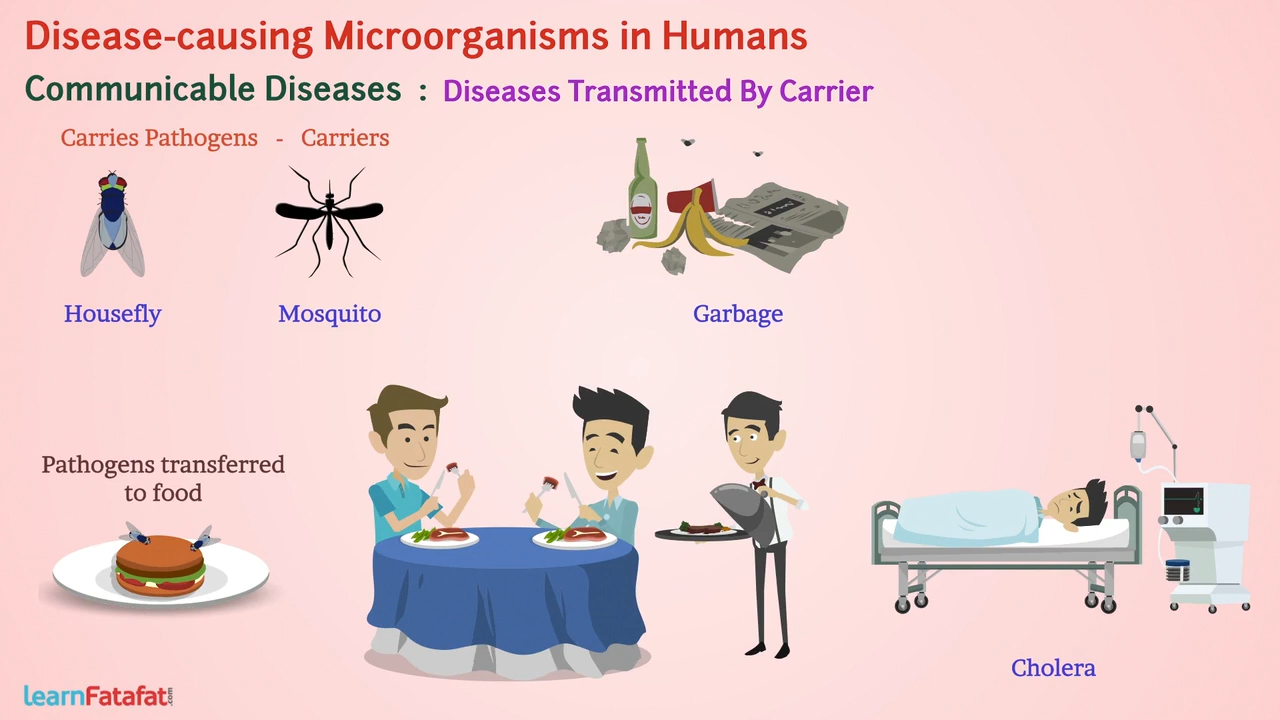 Disease-causing Microorganisms in Humans
Communicable Diseases : Diseases Transmitted By Carrier
Carries Pathogens - Carriers
Housefly
Mosquito
Garbage
Pathogens transferred
to food
Cholera
learnFatafat.com